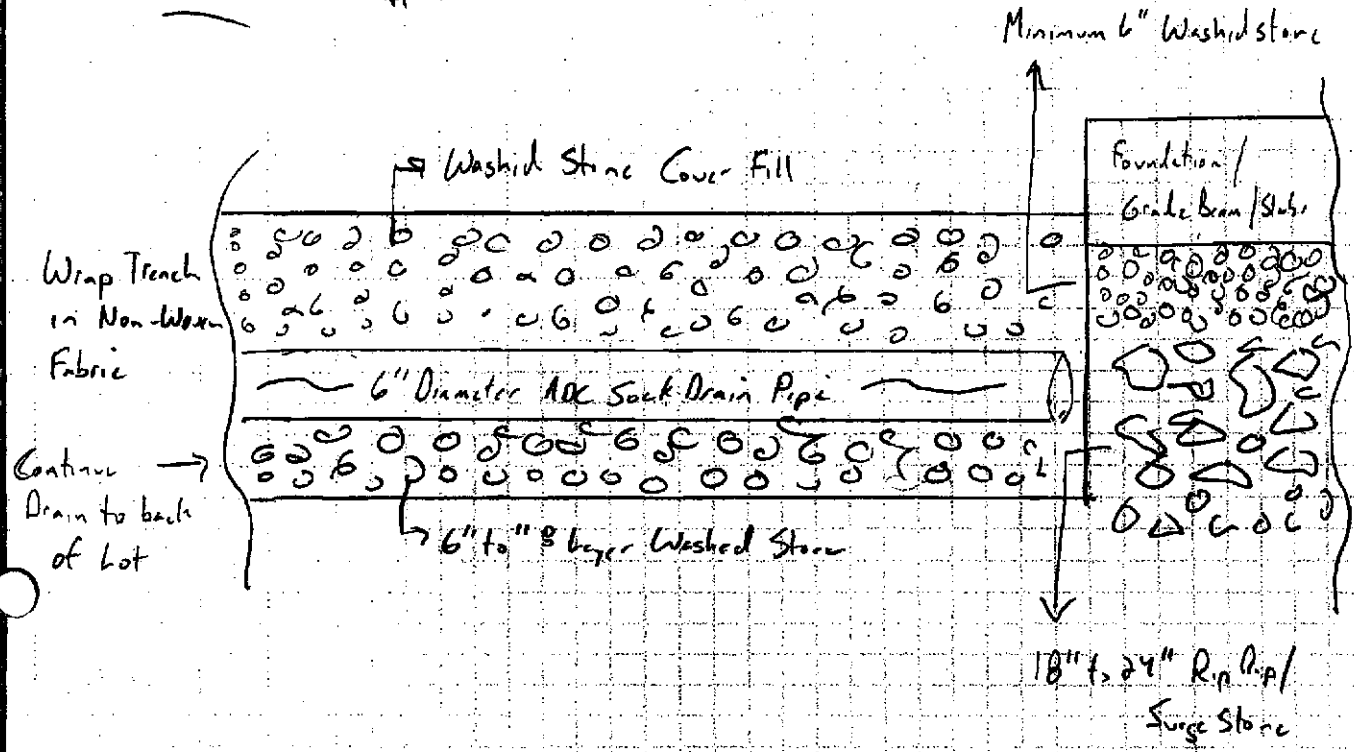 Minimum 6" Washed stone
Washed Stone Cover Fill
Foundation /
Grade Beam / Slab
Wrap Trench
in Non-Woven
Fabric
6" Diameter ADC Sock Drain Pipe
Continue
Drain to back
of Lot
6" to "8 Layer Washed Stone
18" to 24" Rip Rap /
Surge Stone